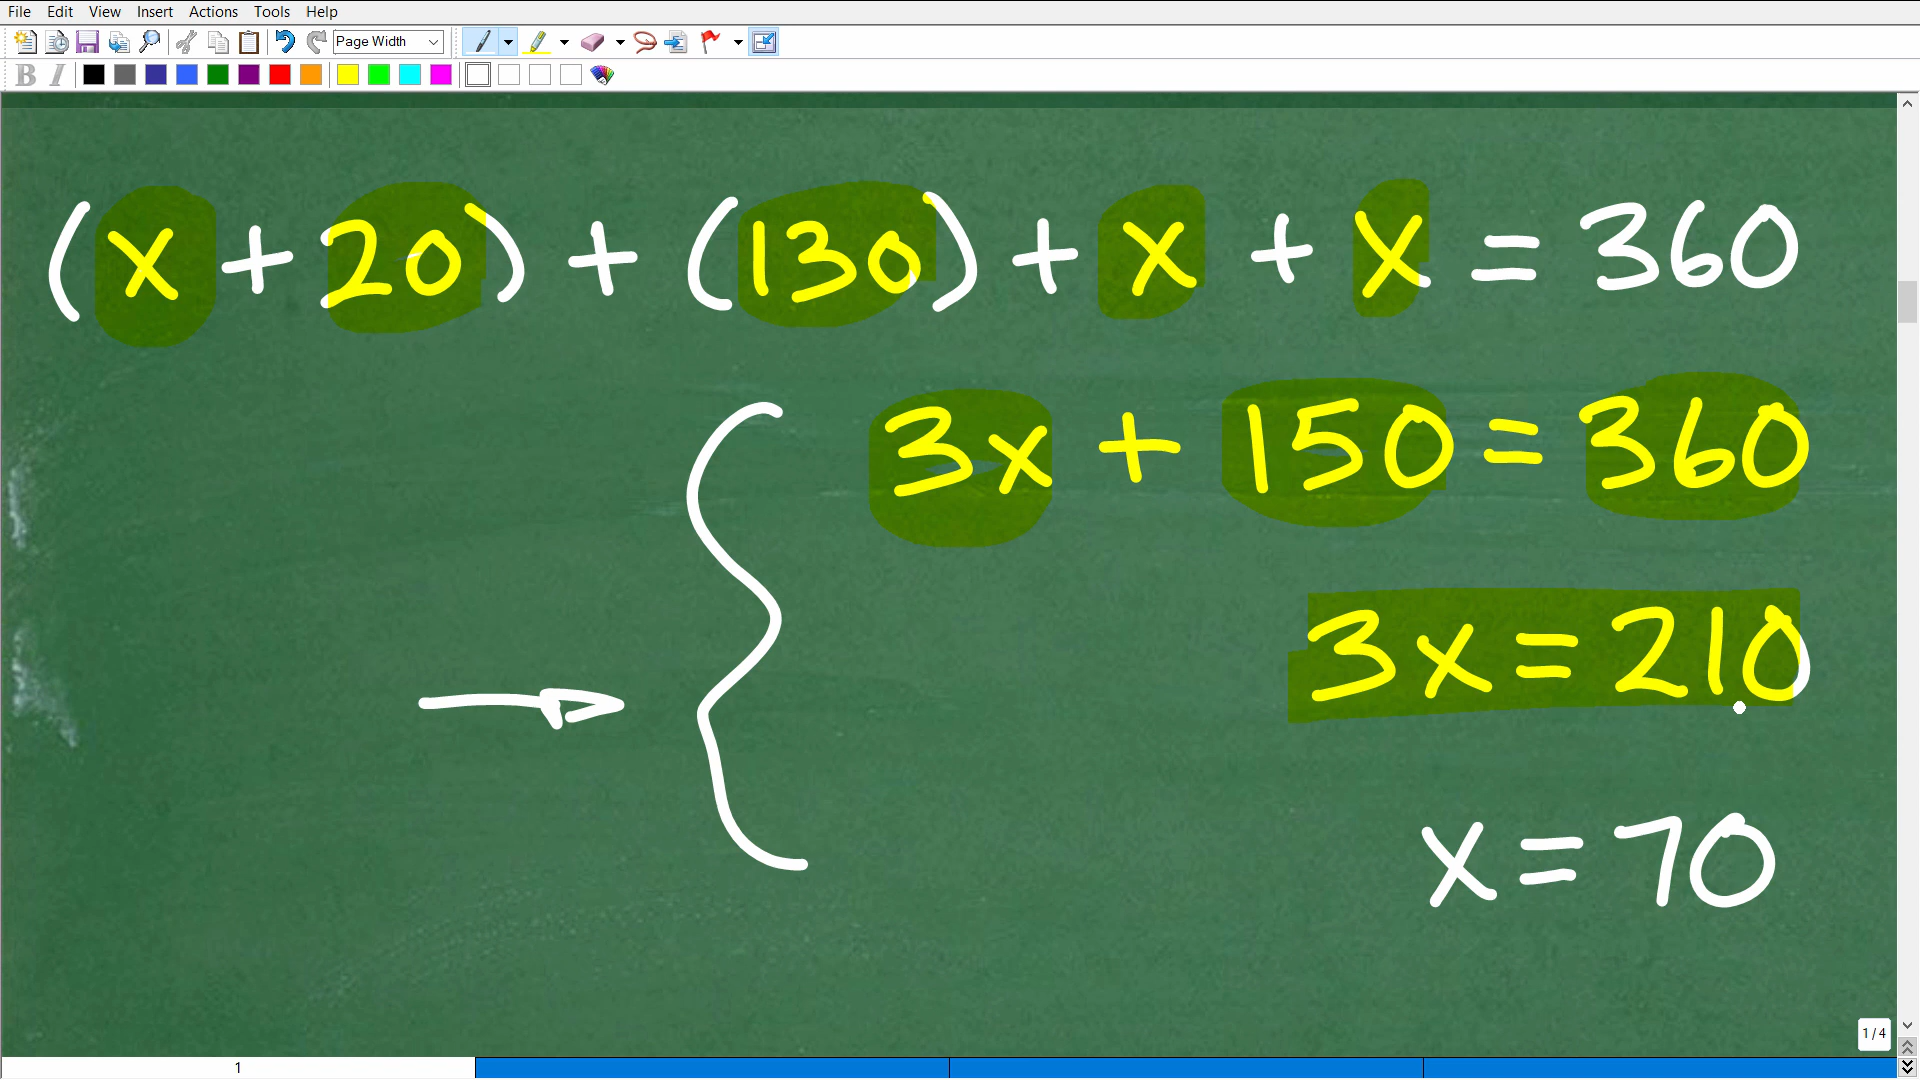 File Edit View Insert Actions Tools Help
Page Width
B I
(x + 20) + (130) + x + x = 360
3x + 150 = 360
3x = 210
x = 70
1 / 4
1